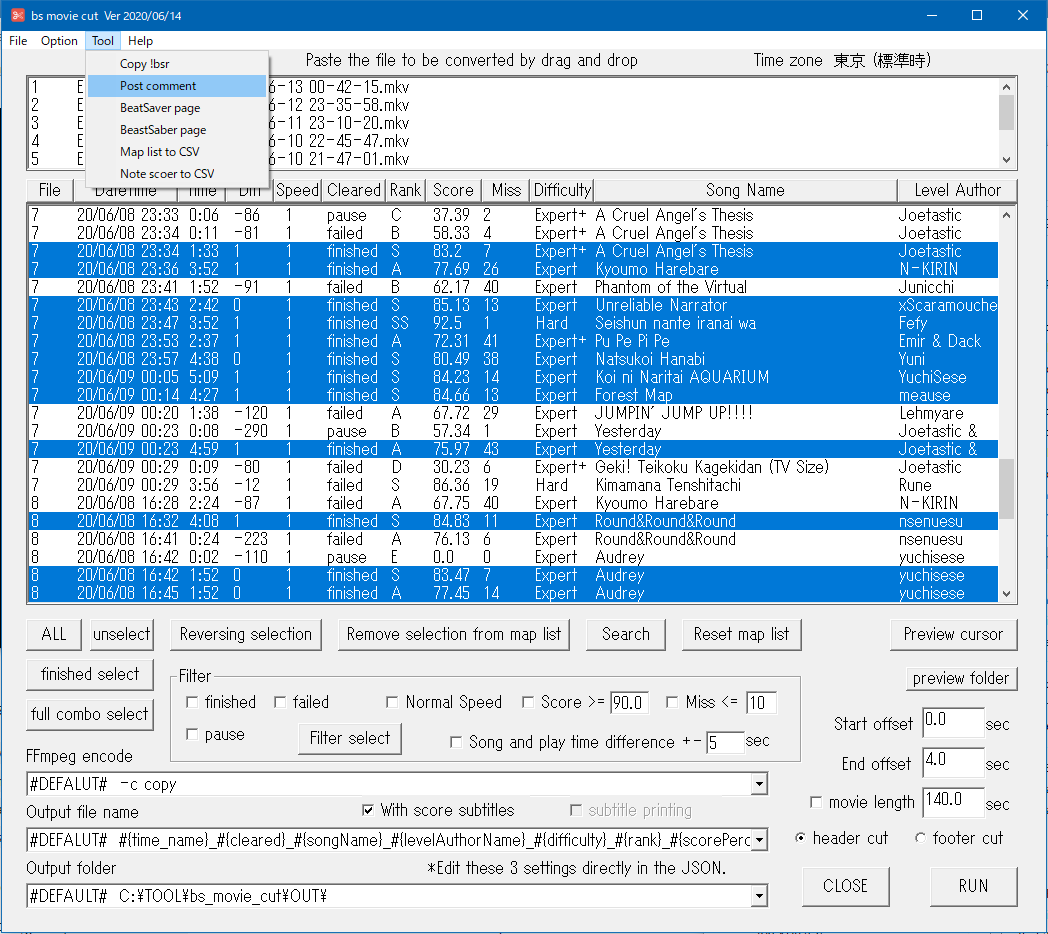 bs movie cut  Ver 2020/06/14
File Option Tool Help
Copy !bsr
Post comment
BeatSaver page
BeastSaber page
Map list to CSV
Note scoer to CSV
Paste the file to be converted by drag and drop
Time zone 東京 (標準時)
1 E 6-13 00-42-15.mkv
2 E 6-12 23-35-58.mkv
3 E 6-11 23-10-20.mkv
4 E 6-10 22-45-47.mkv
5 E 6-10 21-47-01.mkv
File DateTime Time Diff Speed Cleared Rank Score Miss Difficulty Song Name Level Author
7 20/06/08 23:33 0:06 -86 1 pause C 37.39 2 Expert+ A Cruel Angel's Thesis Joetastic
7 20/06/08 23:34 0:11 -81 1 failed B 58.33 4 Expert+ A Cruel Angel's Thesis Joetastic
7 20/06/08 23:34 1:33 1 1 finished S 83.2 7 Expert+ A Cruel Angel's Thesis Joetastic
7 20/06/08 23:36 3:52 1 1 finished A 77.69 26 Expert Kyoumo Harebare N-KIRIN
7 20/06/08 23:41 1:52 -91 1 failed B 62.17 40 Expert Phantom of the Virtual Junicchi
7 20/06/08 23:43 2:42 0 1 finished S 85.13 13 Expert Unreliable Narrator xScaramouche
7 20/06/08 23:47 3:52 1 1 finished SS 92.5 1 Hard Seishun nante iranai wa Fefy
7 20/06/08 23:53 2:37 1 1 finished A 72.31 41 Expert+ Pu Pe Pi Pe Emir & Dack
7 20/06/08 23:57 4:38 0 1 finished S 80.49 38 Expert Natsukoi Hanabi Yuni
7 20/06/09 00:05 5:09 1 1 finished S 84.23 14 Expert Koi ni Naritai AQUARIUM YuchiSese
7 20/06/09 00:14 4:27 1 1 finished S 84.66 13 Expert Forest Map meause
7 20/06/09 00:20 1:38 -120 1 failed A 67.72 29 Expert JUMPIN' JUMP UP!!!! Lehmyare
7 20/06/09 00:23 0:08 -290 1 pause B 57.34 1 Expert Yesterday Joetastic &
7 20/06/09 00:23 4:59 1 1 finished A 75.97 43 Expert Yesterday Joetastic &
7 20/06/09 00:29 0:09 -80 1 failed D 30.23 6 Expert+ Geki! Teikoku Kagekidan (TV Size) Joetastic
7 20/06/09 00:29 3:56 -12 1 failed S 86.36 19 Hard Kimamana Tenshitachi Rune
8 20/06/08 16:28 2:24 -87 1 failed A 67.75 40 Expert Kyoumo Harebare N-KIRIN
8 20/06/08 16:32 4:08 1 1 finished S 84.83 11 Expert Round&Round&Round nsenuesu
8 20/06/08 16:41 0:24 -223 1 failed A 76.13 6 Expert Round&Round&Round nsenuesu
8 20/06/08 16:42 0:02 -110 1 pause E 0.0 0 Expert Audrey yuchisese
8 20/06/08 16:42 1:52 0 1 finished S 83.47 7 Expert Audrey yuchisese
8 20/06/08 16:45 1:52 0 1 finished A 77.45 14 Expert Audrey yuchisese
ALL unselect Reversing selection Remove selection from map list Search Reset map list Preview cursor
finished select
full combo select
Filter
finished failed Normal Speed Score >= 90.0 Miss <= 10
pause Filter select Song and play time difference +- 5 sec
preview folder
Start offset 0.0 sec
End offset 4.0 sec
movie length 140.0 sec
header cut footer cut
FFmpeg encode
#DEFALUT# -c copy
Output file name With score subtitles subtitle printing
#DEFALUT# #{time_name}_#{cleared}_#{songName}_#{levelAuthorName}_#{difficulty}_#{rank}_#{scorePerc
Output folder *Edit these 3 settings directly in the JSON.
#DEFAULT# C:¥TOOL¥bs_movie_cut¥OUT¥
CLOSE RUN